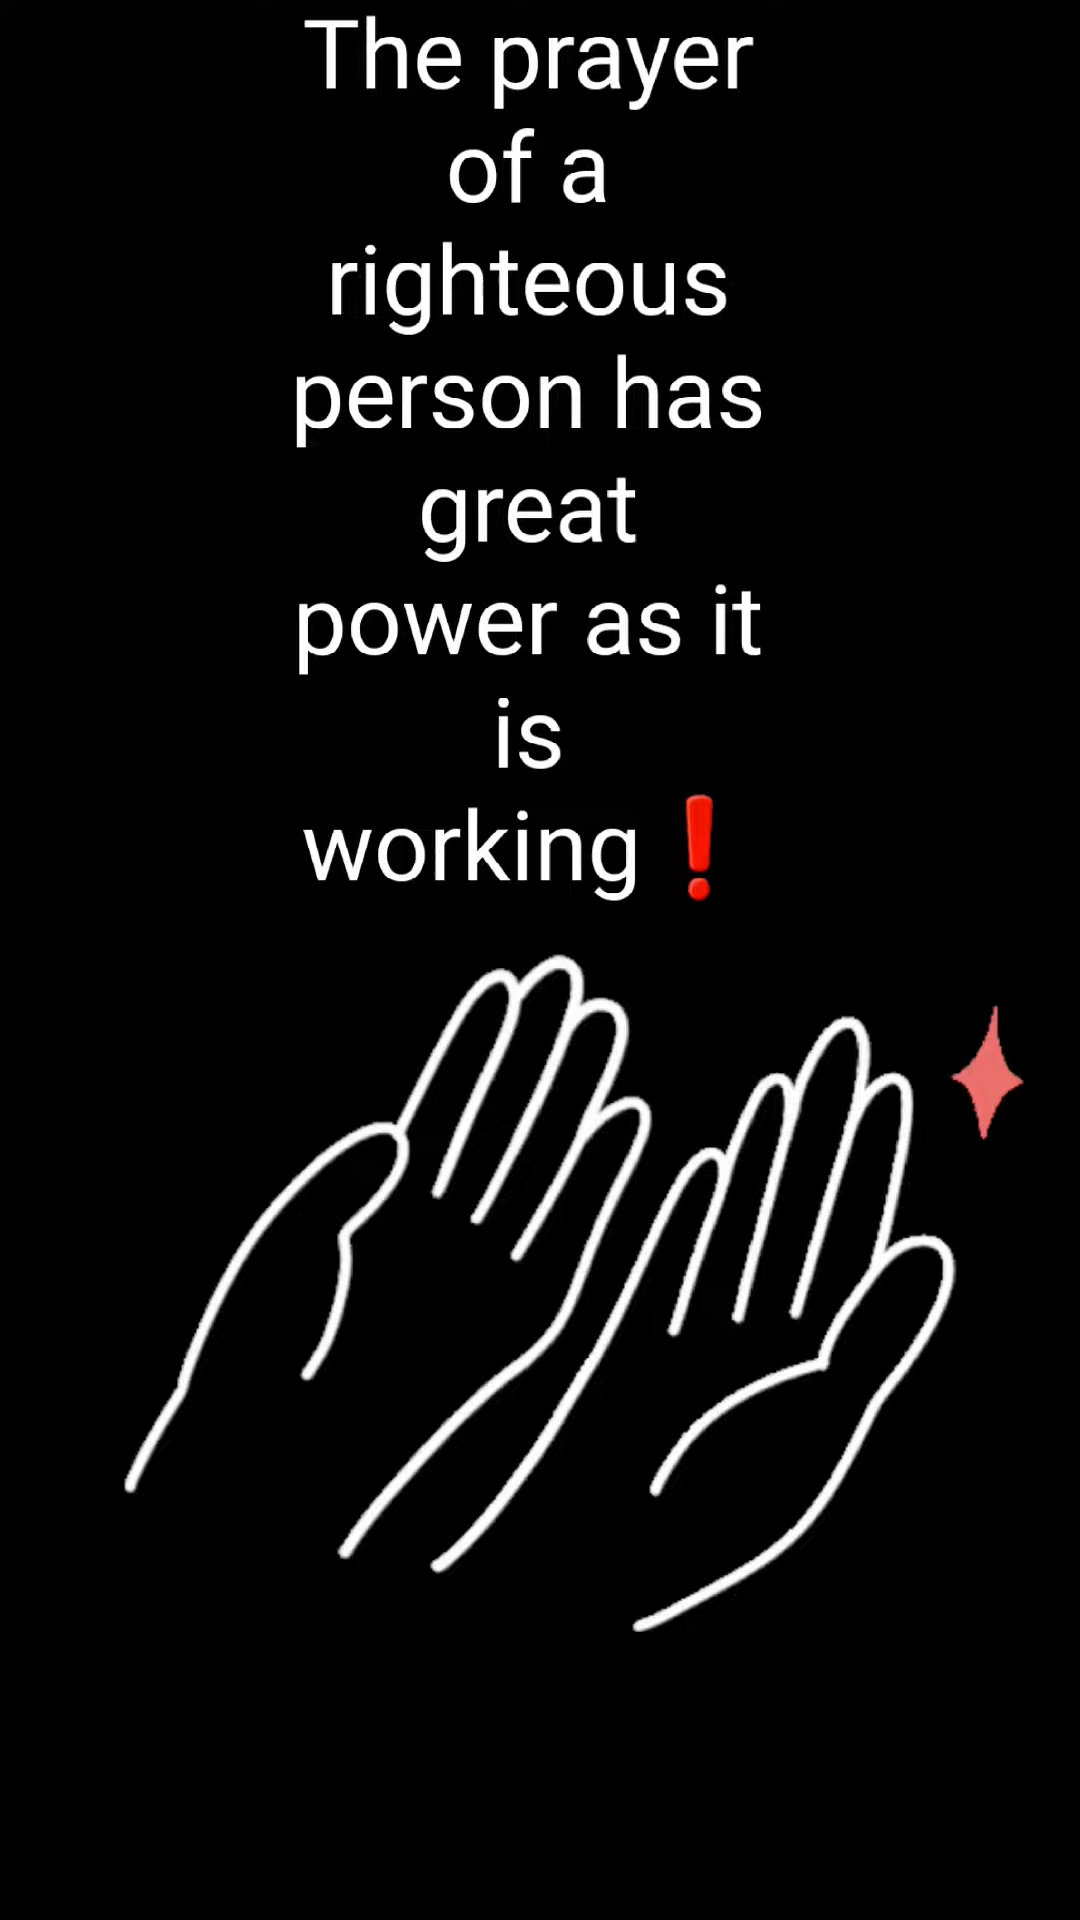 The prayer
of a
righteous
person has
great
power as it
is
working❗